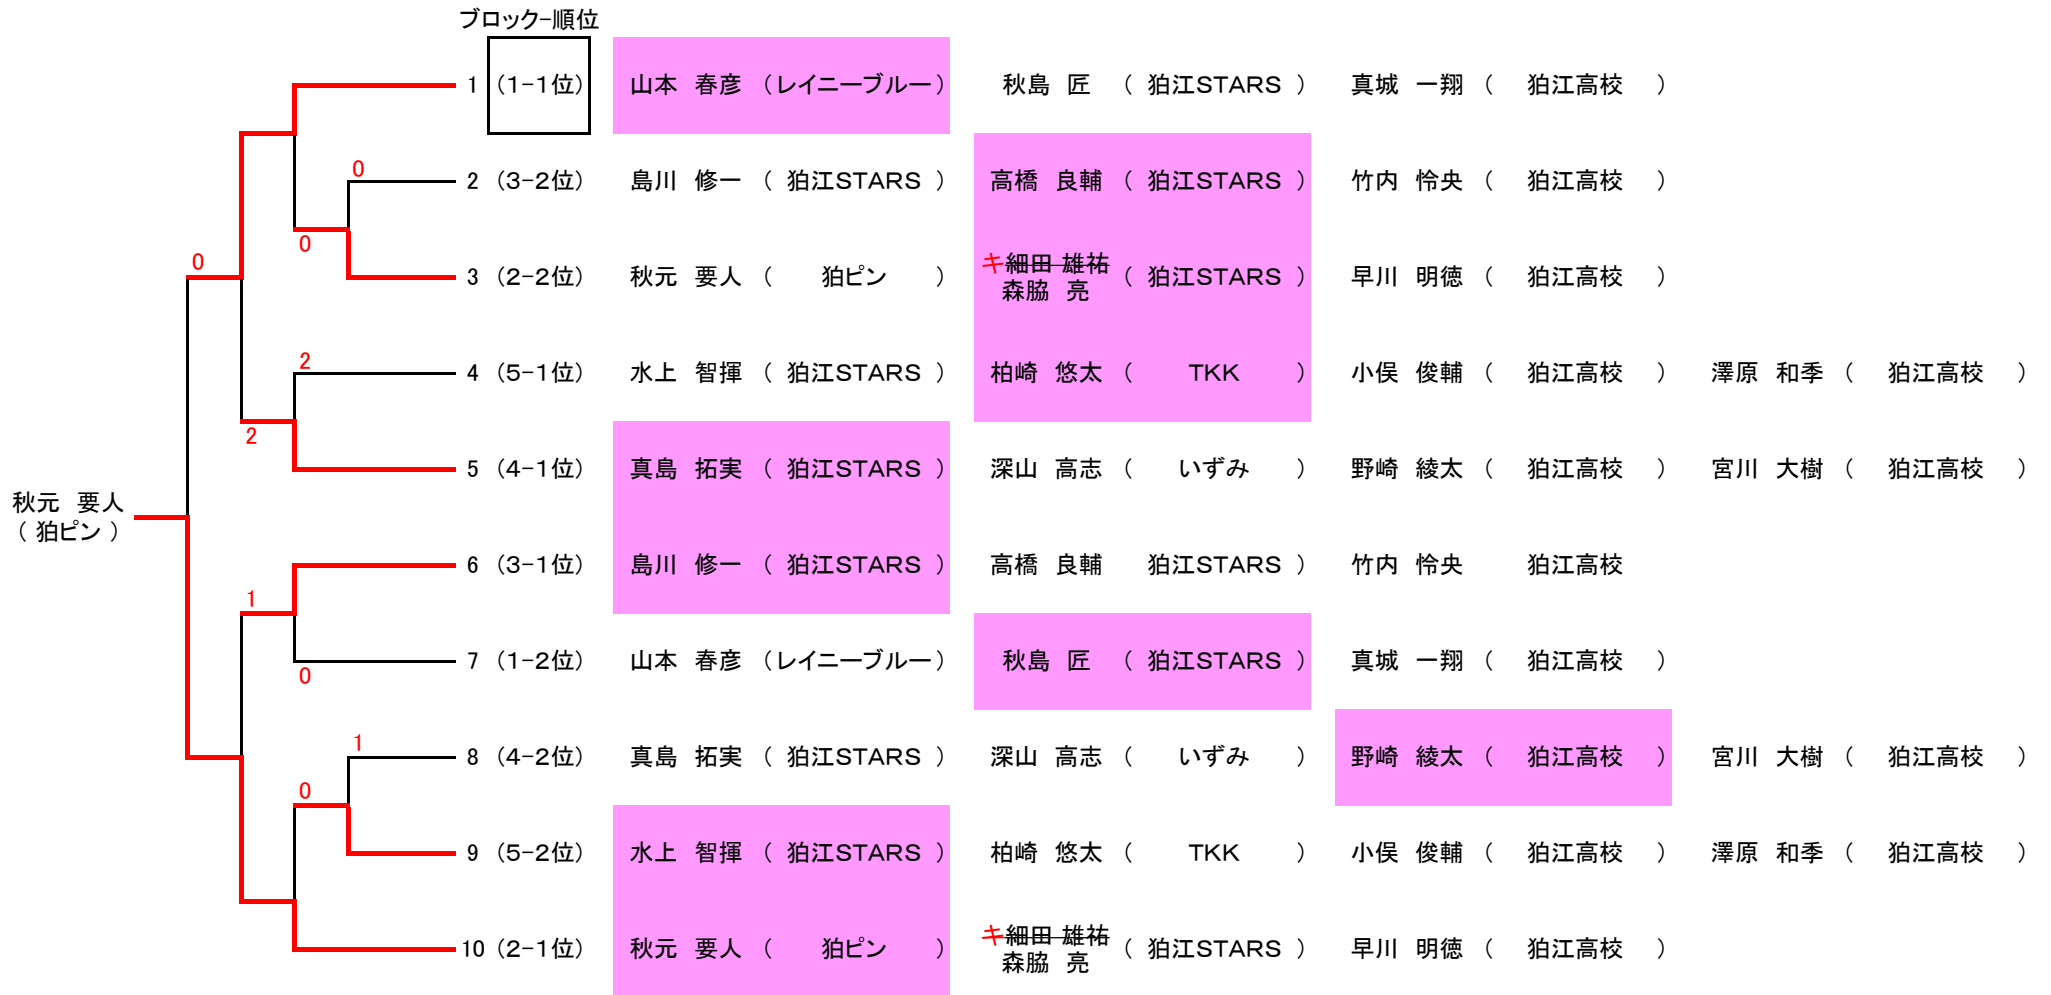 ブロック-順位
1 (1-1位) 山本 春彦 (レイニーブルー) 秋島 匠 ( 狛江STARS ) 真城 一翔 ( 狛江高校 )
0
2 (3-2位) 島川 修一 ( 狛江STARS ) 高橋 良輔 ( 狛江STARS ) 竹内 怜央 ( 狛江高校 )
0
0
3 (2-2位) 秋元 要人 ( 狛ピン ) キ細田 雄祐 ( 狛江STARS ) 早川 明徳 ( 狛江高校 )
森脇 亮
2
4 (5-1位) 水上 智揮 ( 狛江STARS ) 柏崎 悠太 ( TKK ) 小俣 俊輔 ( 狛江高校 ) 澤原 和季 ( 狛江高校 )
2
5 (4-1位) 真島 拓実 ( 狛江STARS ) 深山 高志 ( いずみ ) 野崎 綾太 ( 狛江高校 ) 宮川 大樹 ( 狛江高校 )
秋元 要人
( 狛ピン )
6 (3-1位) 島川 修一 ( 狛江STARS ) 高橋 良輔 狛江STARS ) 竹内 怜央 狛江高校
1
7 (1-2位) 山本 春彦 (レイニーブルー) 秋島 匠 ( 狛江STARS ) 真城 一翔 ( 狛江高校 )
0
1
8 (4-2位) 真島 拓実 ( 狛江STARS ) 深山 高志 ( いずみ ) 野崎 綾太 ( 狛江高校 ) 宮川 大樹 ( 狛江高校 )
0
9 (5-2位) 水上 智揮 ( 狛江STARS ) 柏崎 悠太 ( TKK ) 小俣 俊輔 ( 狛江高校 ) 澤原 和季 ( 狛江高校 )
10 (2-1位) 秋元 要人 ( 狛ピン ) キ細田 雄祐 ( 狛江STARS ) 早川 明徳 ( 狛江高校 )
森脇 亮